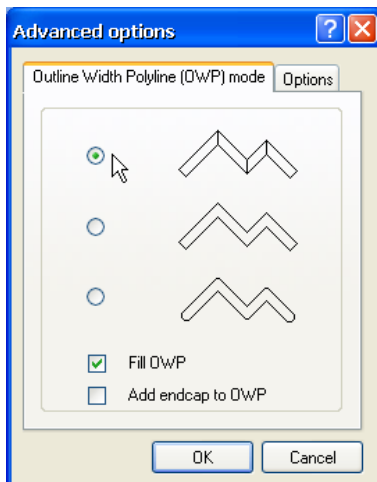 Advanced options
Outline Width Polyline (OWP) mode
Options
Fill OWP
Add endcap to OWP
OK
Cancel